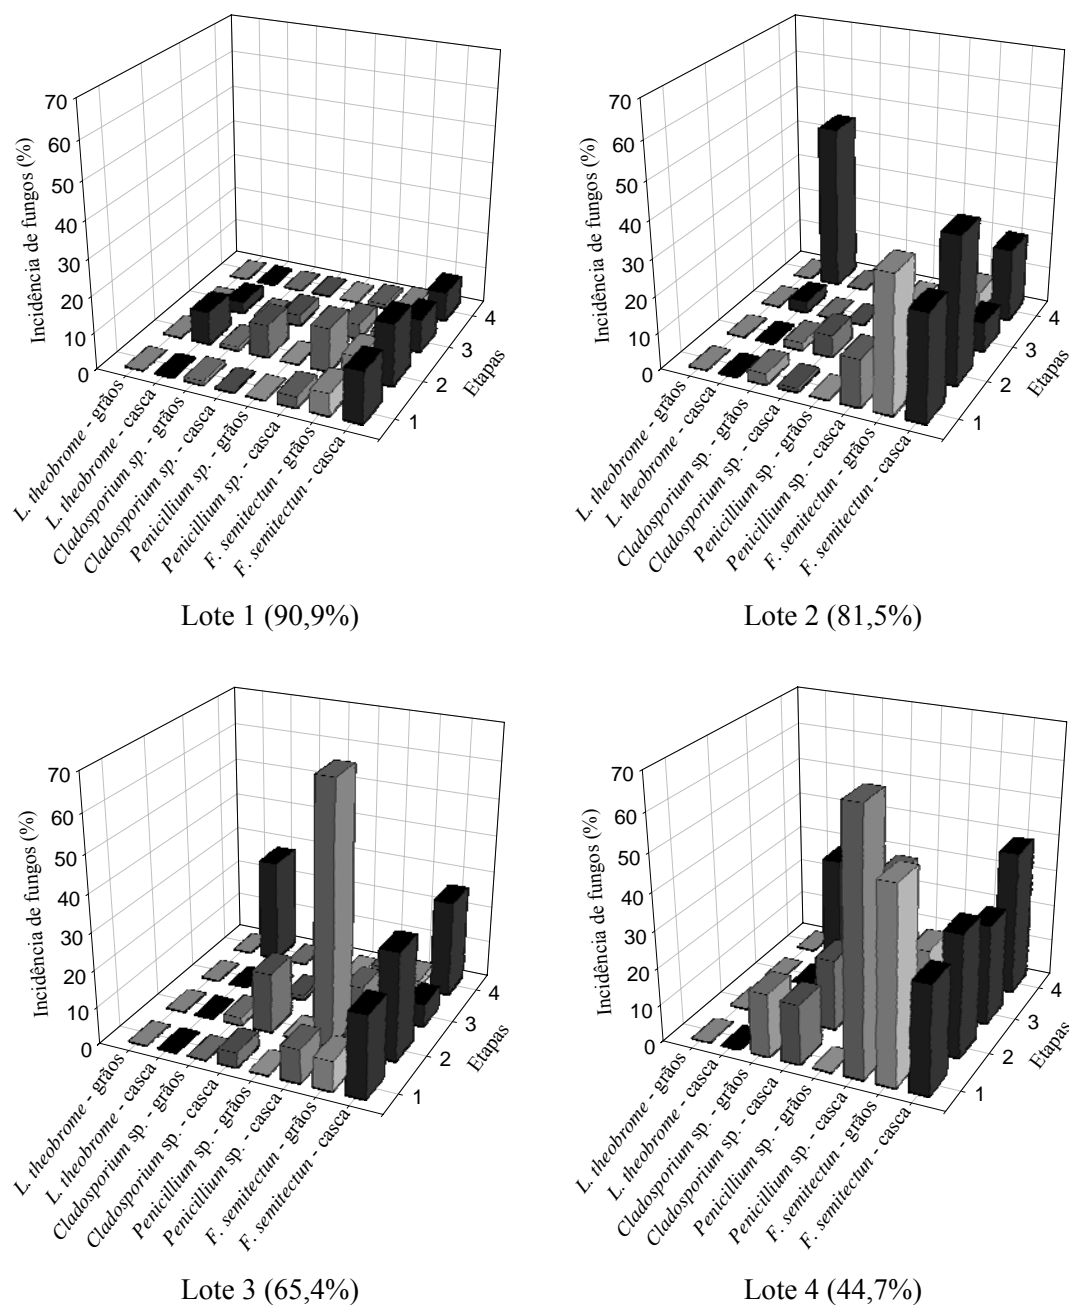 70
60
50
40
30
20
10
0
Incidência de fungos (%)
4
3
2
1
Etapas
L. theobrome - grãos
L. theobrome - casca
Cladosporium sp. - grãos
Cladosporium sp. - casca
Penicillium sp. - grãos
Penicillium sp. - casca
F. semitectun - grãos
F. semitectun - casca
Lote 1 (90,9%)
70
60
50
40
30
20
10
0
Incidência de fungos (%)
4
3
2
1
Etapas
L. theobrome - grãos
L. theobrome - casca
Cladosporium sp. - grãos
Cladosporium sp. - casca
Penicillium sp. - grãos
Penicillium sp. - casca
F. semitectun - grãos
F. semitectun - casca
Lote 2 (81,5%)
70
60
50
40
30
20
10
0
Incidência de fungos (%)
4
3
2
1
Etapas
L. theobrome - grãos
L. theobrome - casca
Cladosporium sp. - grãos
Cladosporium sp. - casca
Penicillium sp. - grãos
Penicillium sp. - casca
F. semitectun - grãos
F. semitectun - casca
Lote 3 (65,4%)
70
60
50
40
30
20
10
0
Incidência de fungos (%)
4
3
2
1
Etapas
L. theobrome - grãos
L. theobrome - casca
Cladosporium sp. - grãos
Cladosporium sp. - casca
Penicillium sp. - grãos
Penicillium sp. - casca
F. semitectun - grãos
F. semitectun - casca
Lote 4 (44,7%)